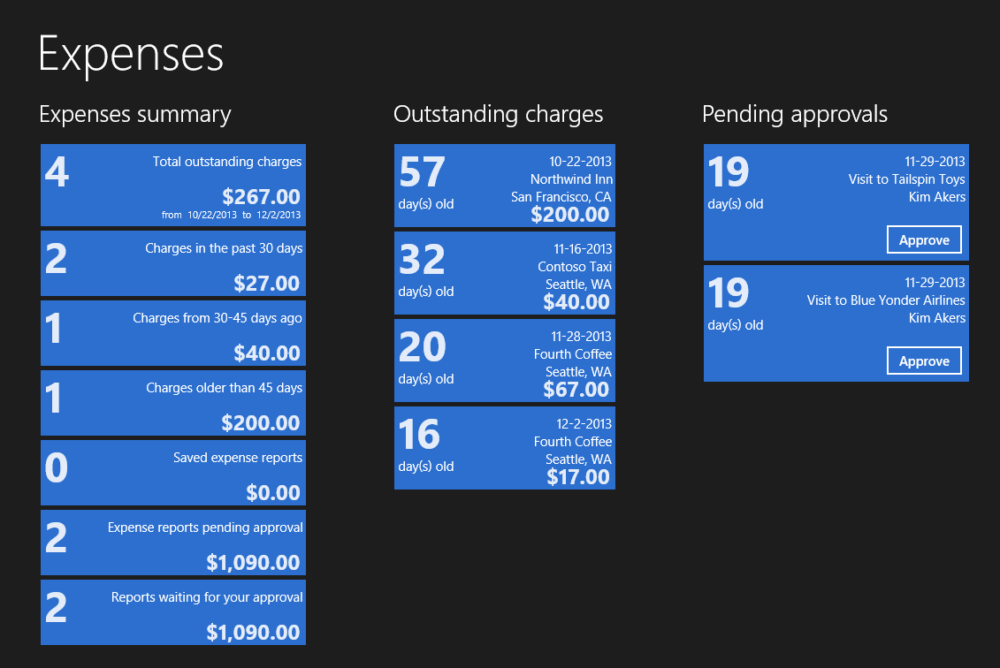 Expenses
Expenses summary
4
Total outstanding charges
$267.00
from 10/22/2013 to 12/2/2013
2
Charges in the past 30 days
$27.00
1
Charges from 30-45 days ago
$40.00
1
Charges older than 45 days
$200.00
0
Saved expense reports
$0.00
2
Expense reports pending approval
$1,090.00
2
Reports waiting for your approval
$1,090.00
Outstanding charges
57
day(s) old
10-22-2013
Northwind Inn
San Francisco, CA
$200.00
32
day(s) old
11-16-2013
Contoso Taxi
Seattle, WA
$40.00
20
day(s) old
11-28-2013
Fourth Coffee
Seattle, WA
$67.00
16
day(s) old
12-2-2013
Fourth Coffee
Seattle, WA
$17.00
Pending approvals
19
day(s) old
11-29-2013
Visit to Tailspin Toys
Kim Akers
Approve
19
day(s) old
11-29-2013
Visit to Blue Yonder Airlines
Kim Akers
Approve